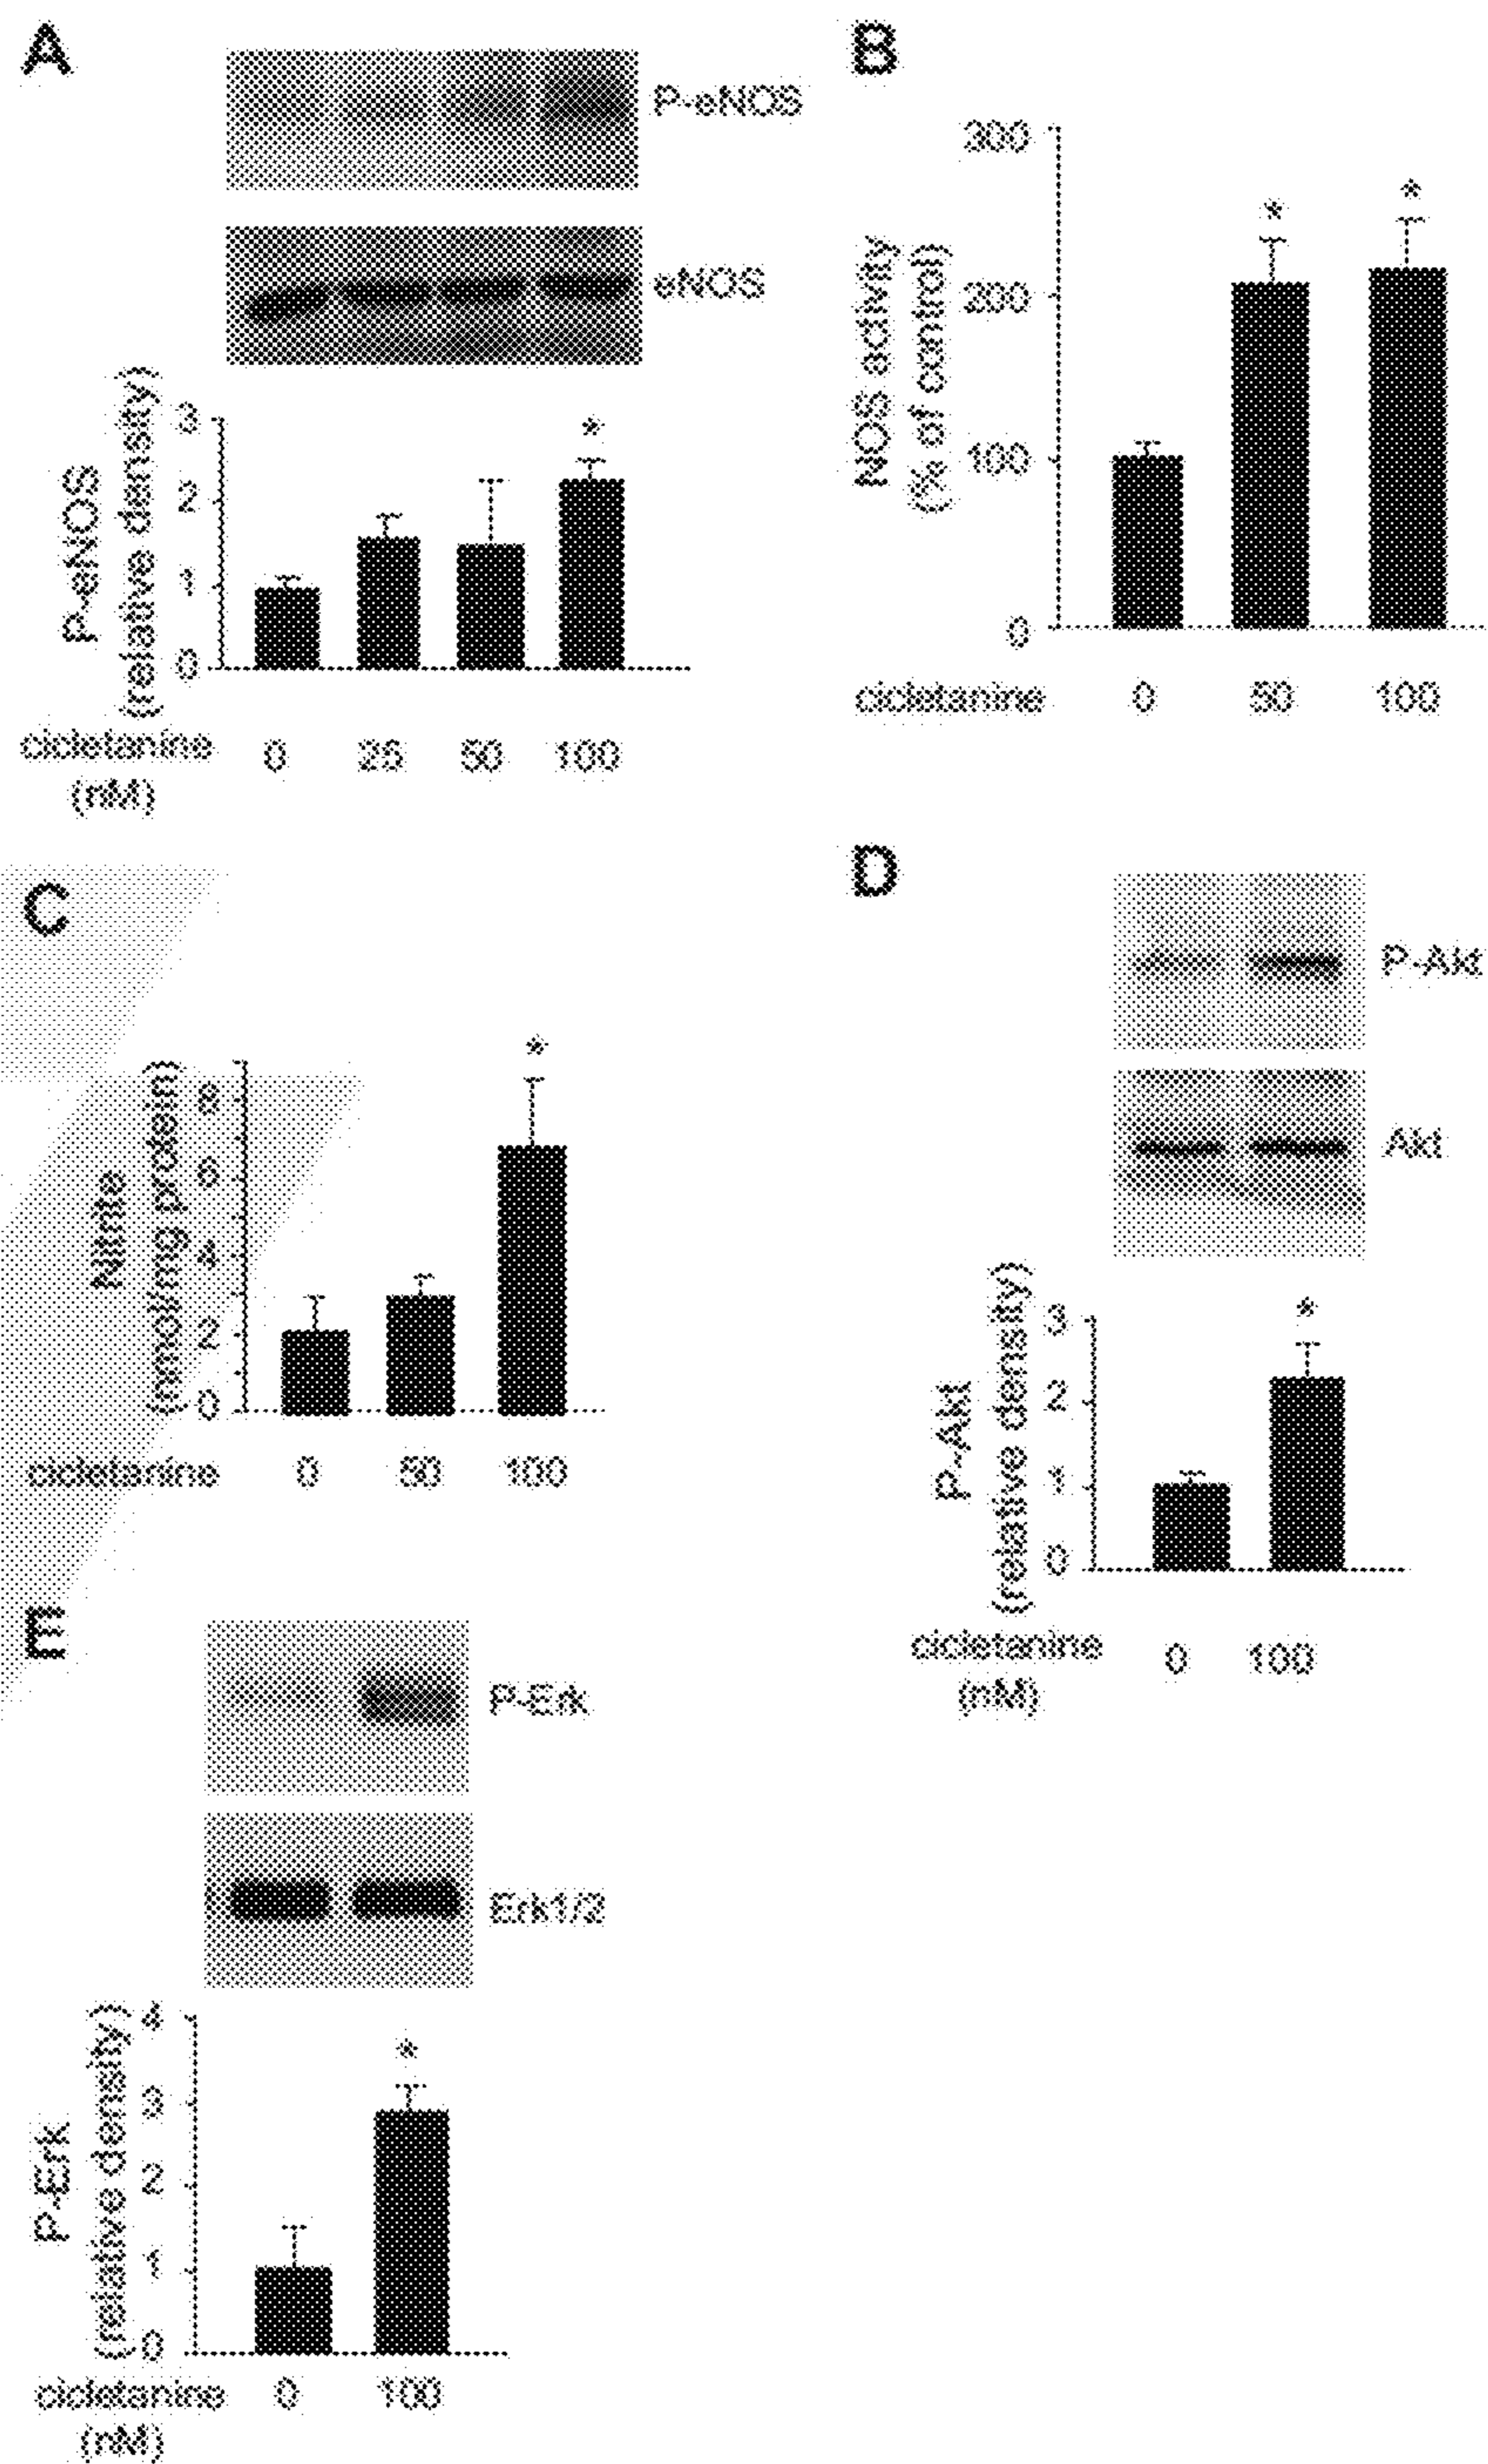 A
P-eNOS
eNOS
P-eNOS
(relative density)
3
2
1
0
*
cicletanine
(nM)
0 25 50 100
B
NOS activity
(% of control)
300
200
100
0
*
*
cicletanine 0 50 100
C
Nitrite
(nmol/mg protein)
8
6
4
2
0
*
cicletanine 0 50 100
D
P-Akt
Akt
P-Akt
(relative density)
3
2
1
0
*
cicletanine
(nM)
0 100
E
P-Erk
Erk1/2
P-Erk
(relative density)
4
3
2
1
0
*
cicletanine
(nM)
0 100